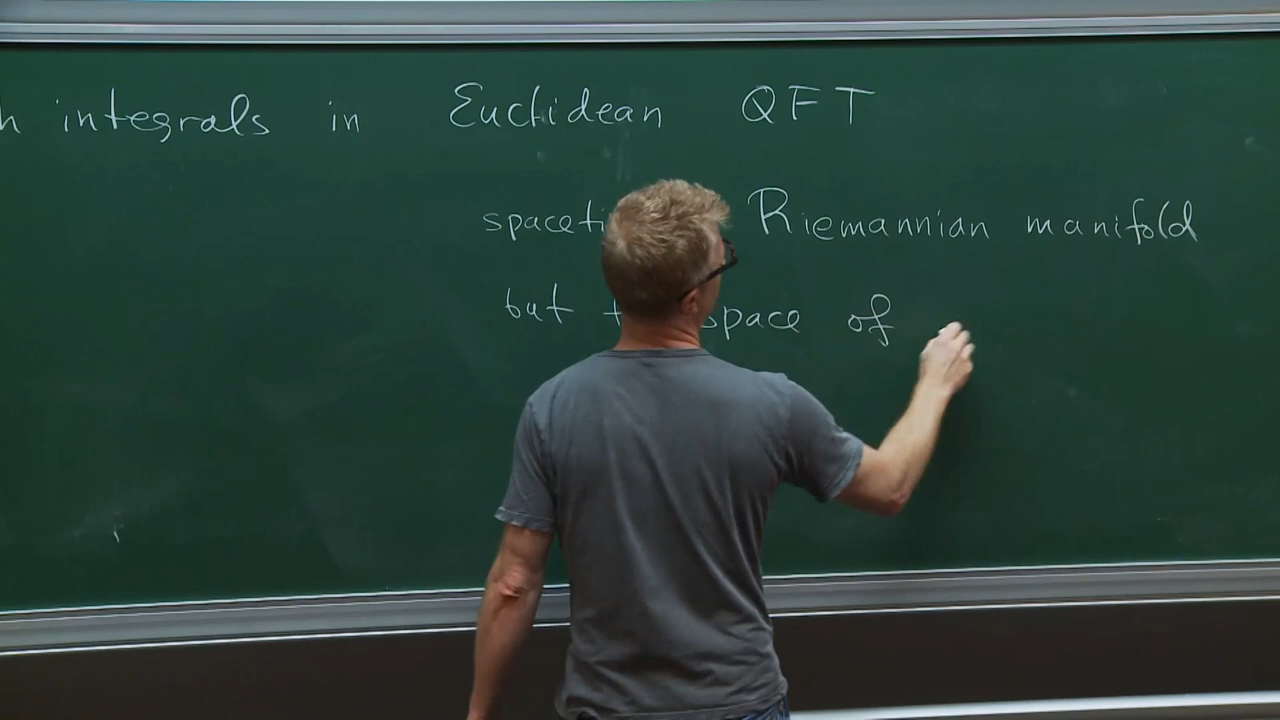 h integrals in Euclidean QFT
Riemannian manifold
but space of